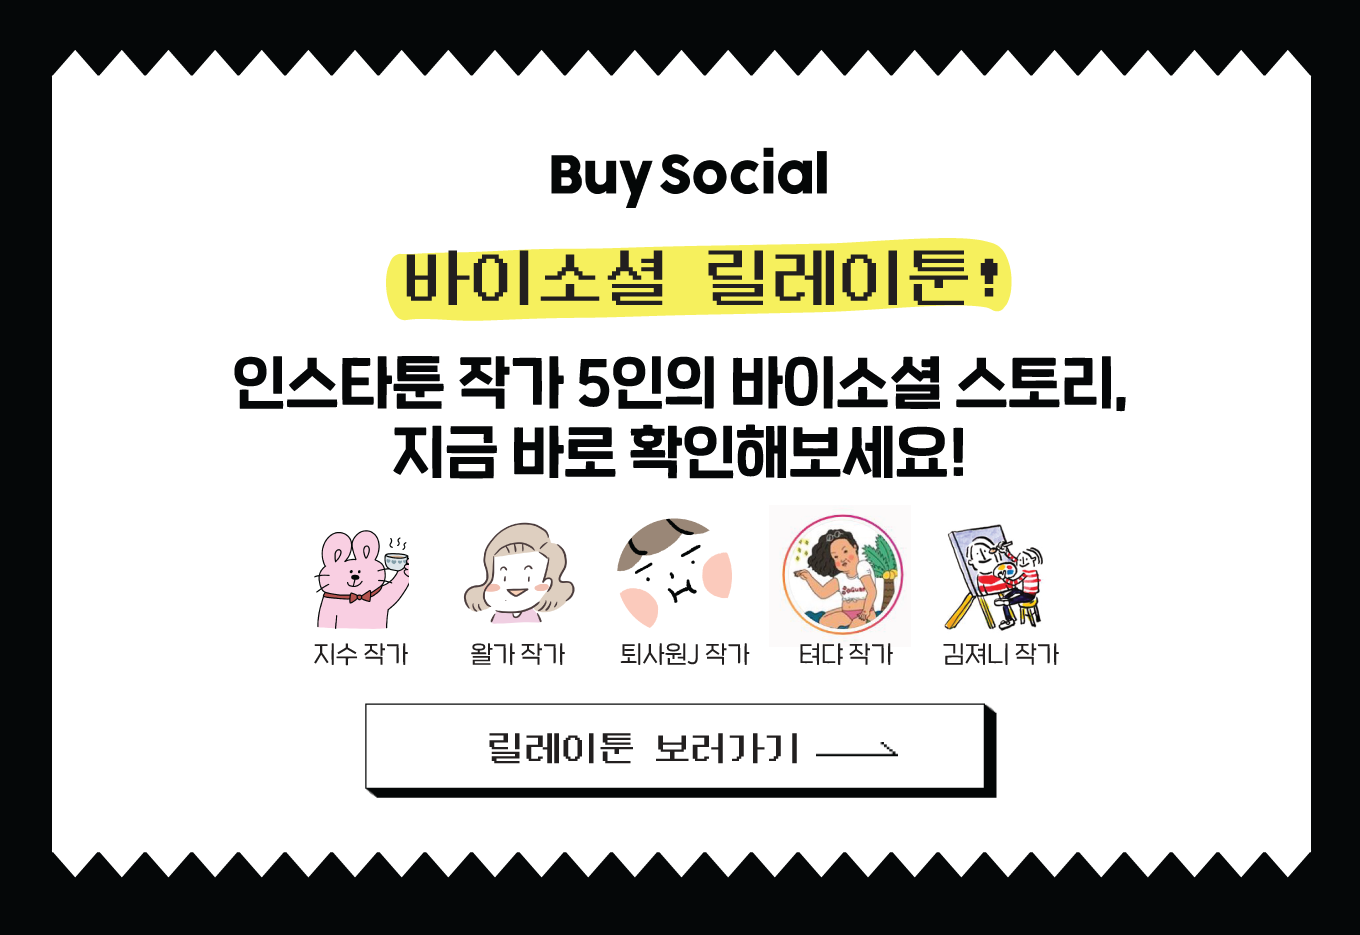 Buy Social
바이소셜 릴레이툰!
인스타툰 작가 5인의 바이소셜 스토리,
지금 바로 확인해보세요!
지수 작가
왈가 작가
퇴사원J 작가
텨댜 작가
김져니 작가
릴레이툰 보러가기